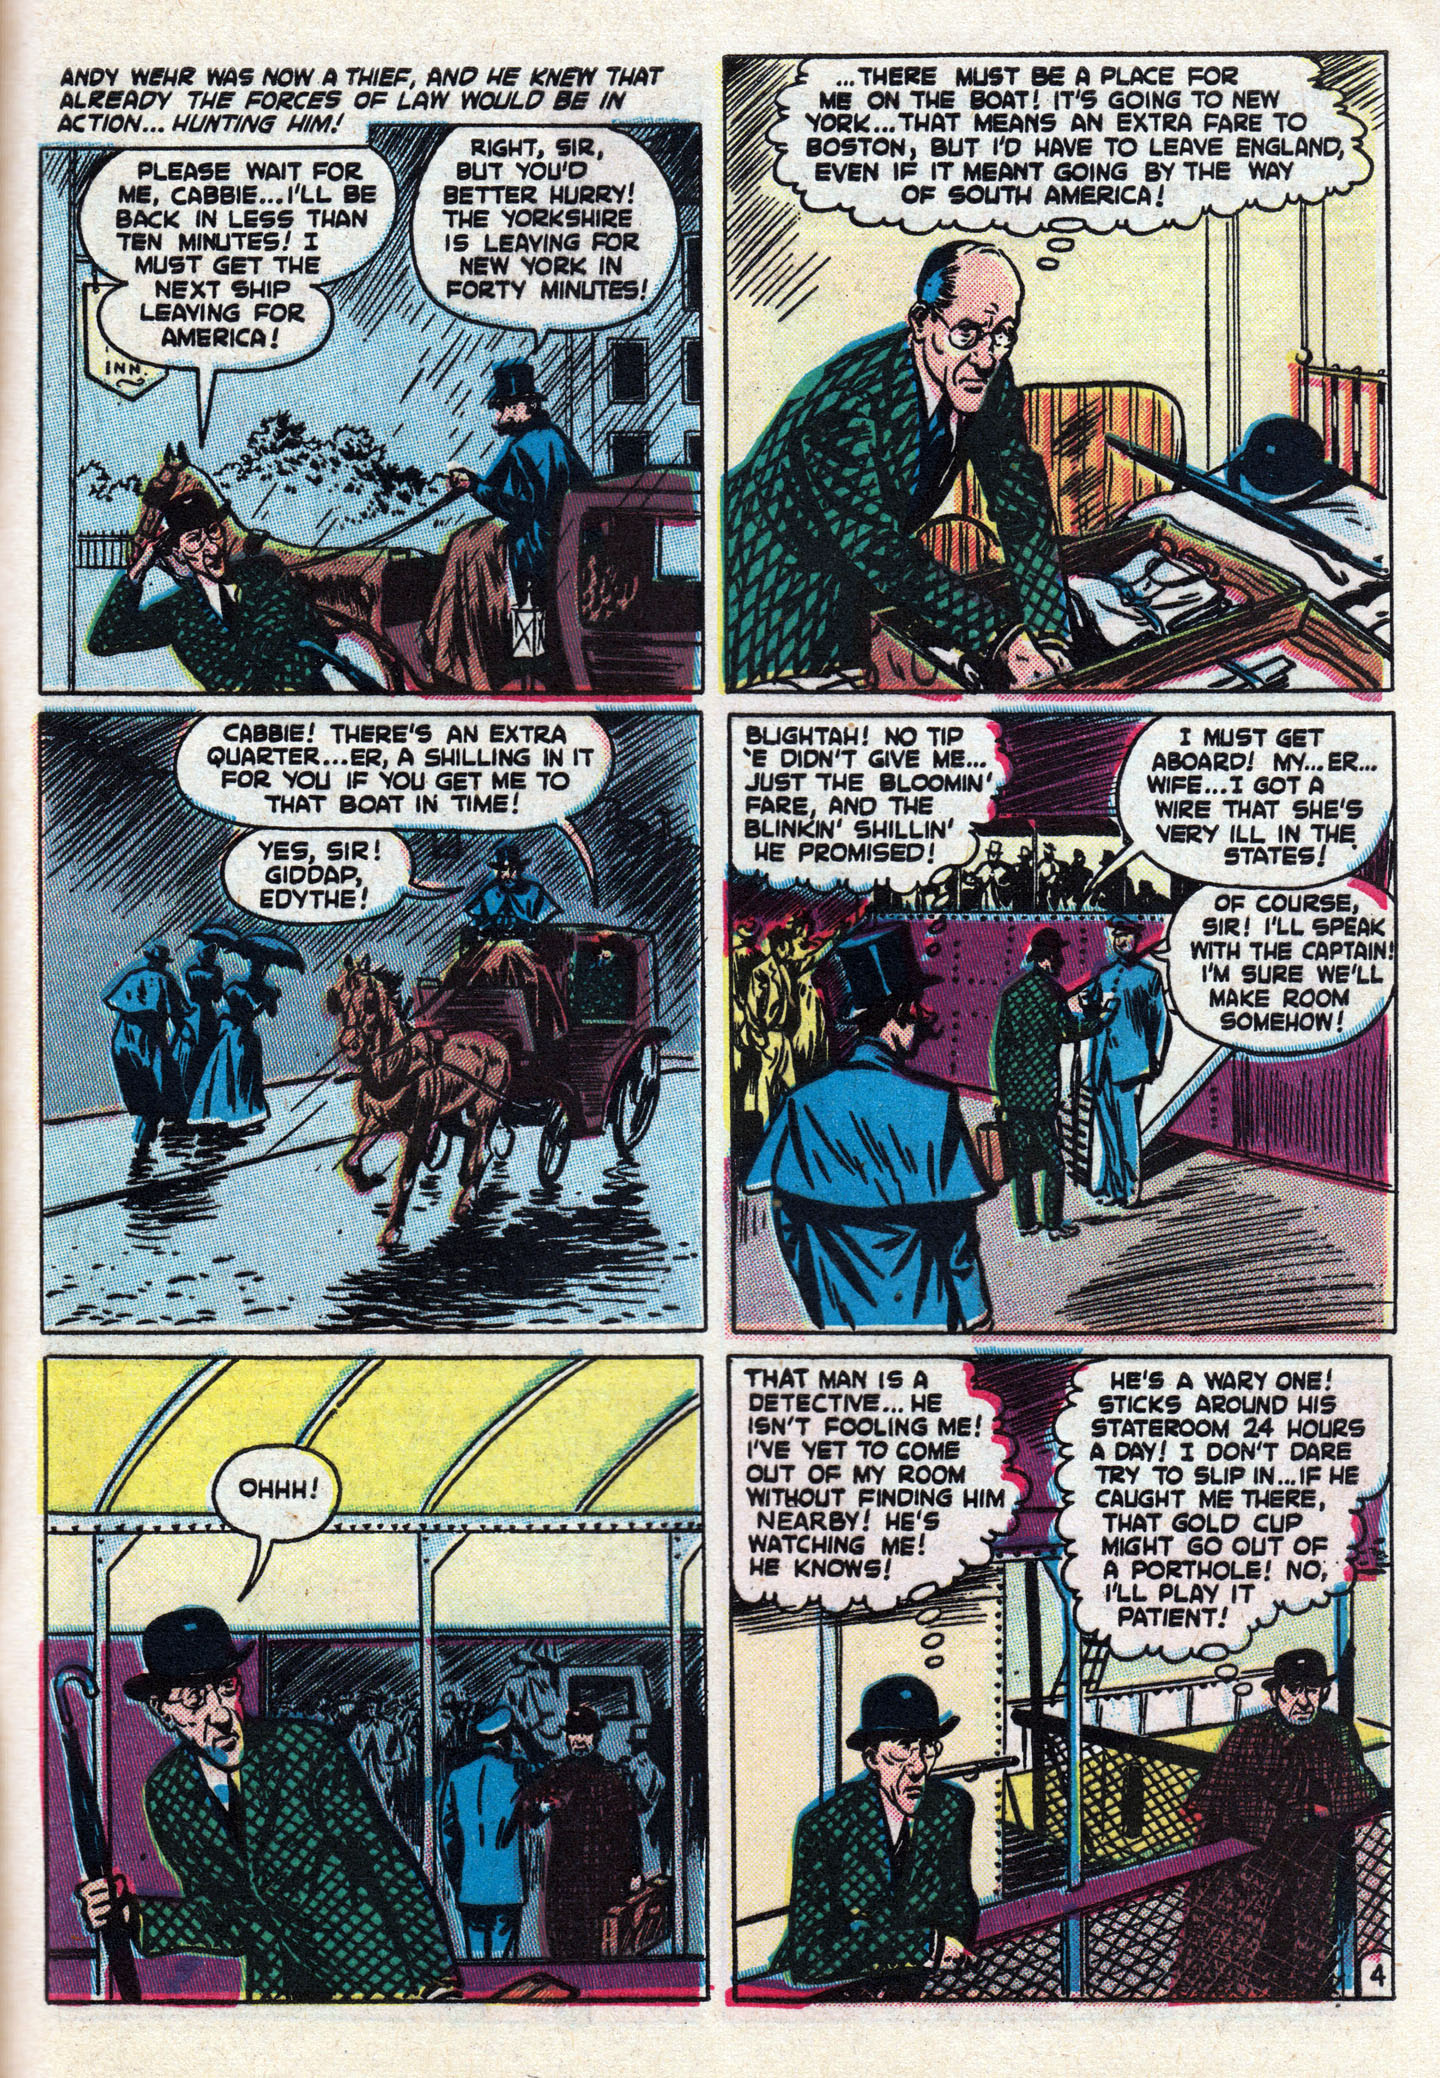 ANDY WEHR WAS NOW A THIEF, AND HE KNEW THAT
ALREADY THE FORCES OF LAW WOULD BE IN
ACTION... HUNTING HIM!
PLEASE WAIT FOR
ME, CABBIE...I'LL BE
BACK IN LESS THAN
TEN MINUTES! I
MUST GET THE
NEXT SHIP
LEAVING FOR
AMERICA!
RIGHT, SIR,
BUT YOU'D
BETTER HURRY!
THE YORKSHIRE
IS LEAVING FOR
NEW YORK IN
FORTY MINUTES!
INN.
...THERE MUST BE A PLACE FOR
ME ON THE BOAT! IT'S GOING TO NEW
YORK...THAT MEANS AN EXTRA FARE TO
BOSTON, BUT I'D HAVE TO LEAVE ENGLAND,
EVEN IF IT MEANT GOING BY THE WAY
OF SOUTH AMERICA!
CABBIE! THERE'S AN EXTRA
QUARTER...ER, A SHILLING IN IT
FOR YOU IF YOU GET ME TO
THAT BOAT IN TIME!
YES, SIR!
GIDDAP,
EDYTHE!
BLIGHTAH! NO TIP
'E DIDN'T GIVE ME...
JUST THE BLOOMIN'
FARE, AND THE
BLINKIN' SHILLIN'
HE PROMISED!
I MUST GET
ABOARD! MY...ER...
WIFE...I GOT A
WIRE THAT SHE'S
VERY ILL IN THE
STATES!
OF COURSE,
SIR! I'LL SPEAK
WITH THE CAPTAIN!
I'M SURE WE'LL
MAKE ROOM
SOMEHOW!
OHHH!
THAT MAN IS A
DETECTIVE... HE
ISN'T FOOLING ME!
I'VE YET TO COME
OUT OF MY ROOM
WITHOUT FINDING HIM
NEARBY! HE'S
WATCHING ME!
HE KNOWS!
HE'S A WARY ONE!
STICKS AROUND HIS
STATEROOM 24 HOURS
A DAY! I DON'T DARE
TRY TO SLIP IN...IF HE
CAUGHT ME THERE,
THAT GOLD CUP
MIGHT GO OUT OF
A PORTHOLE! NO,
I'LL PLAY IT
PATIENT!
4